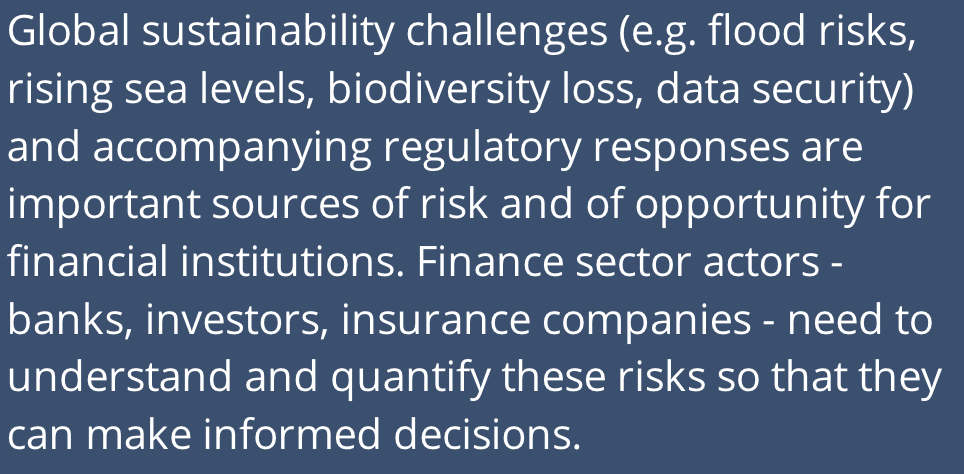 Global sustainability challenges (e.g. flood risks,
rising sea levels, biodiversity loss, data security)
and accompanying regulatory responses are
important sources of risk and of opportunity for
financial institutions. Finance sector actors -
banks, investors, insurance companies - need to
understand and quantify these risks so that they
can make informed decisions.